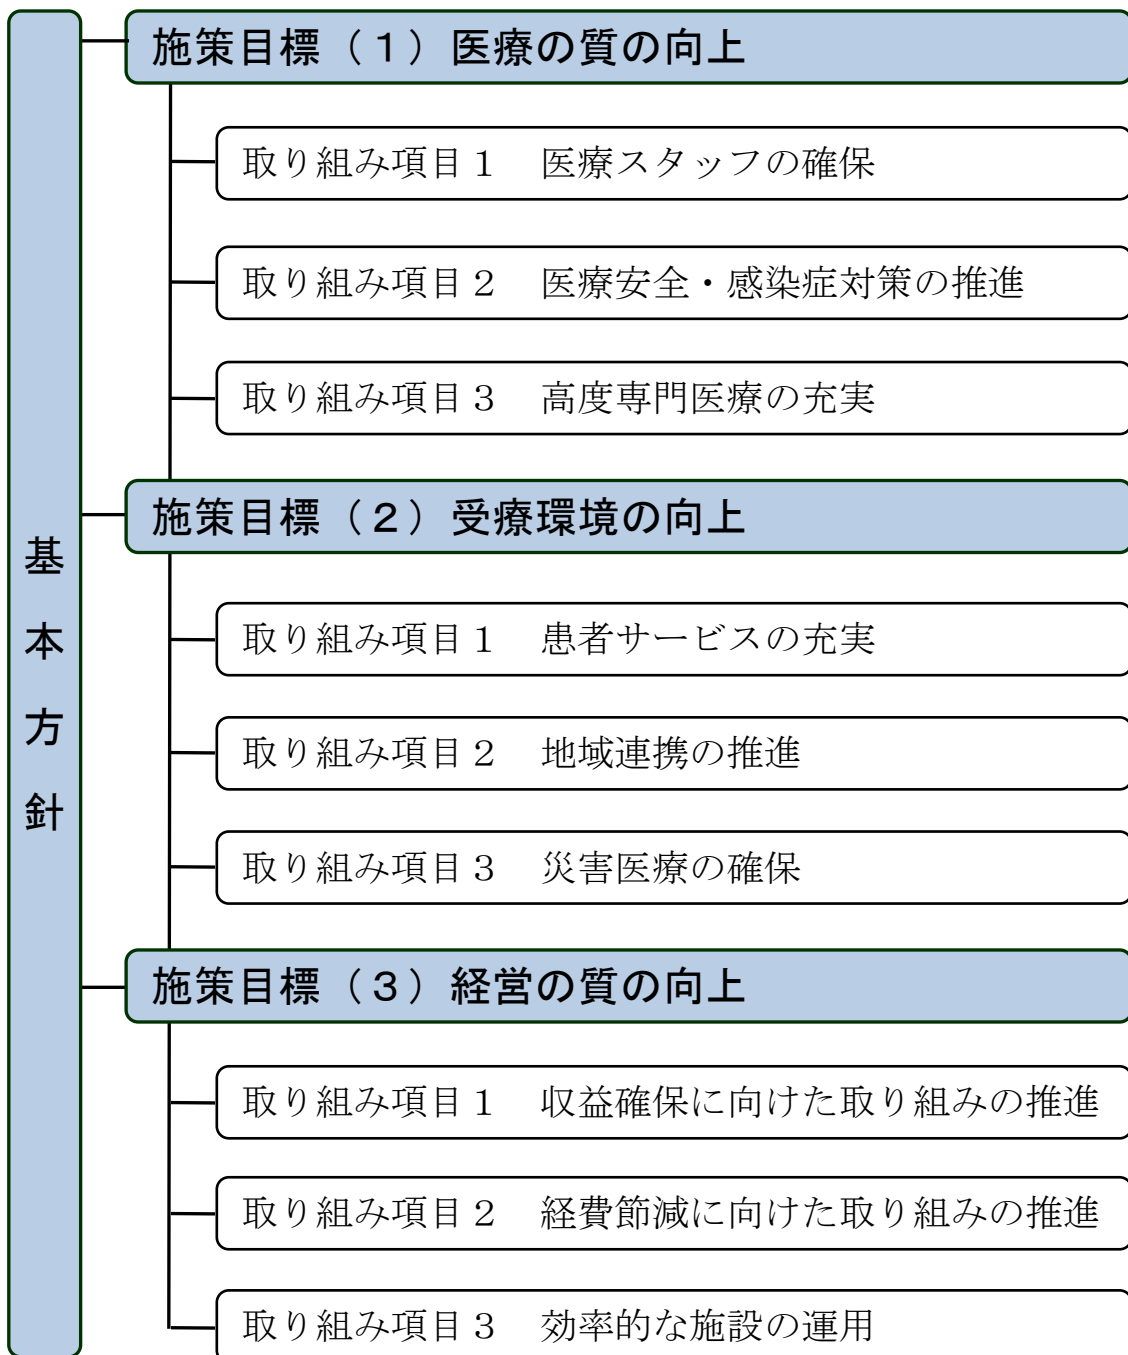 基本方針
施策目標（１）医療の質の向上
取り組み項目１　医療スタッフの確保
取り組み項目２　医療安全・感染症対策の推進
取り組み項目３　高度専門医療の充実
施策目標（２）受療環境の向上
取り組み項目１　患者サービスの充実
取り組み項目２　地域連携の推進
取り組み項目３　災害医療の確保
施策目標（３）経営の質の向上
取り組み項目１　収益確保に向けた取り組みの推進
取り組み項目２　経費節減に向けた取り組みの推進
取り組み項目３　効率的な施設の運用